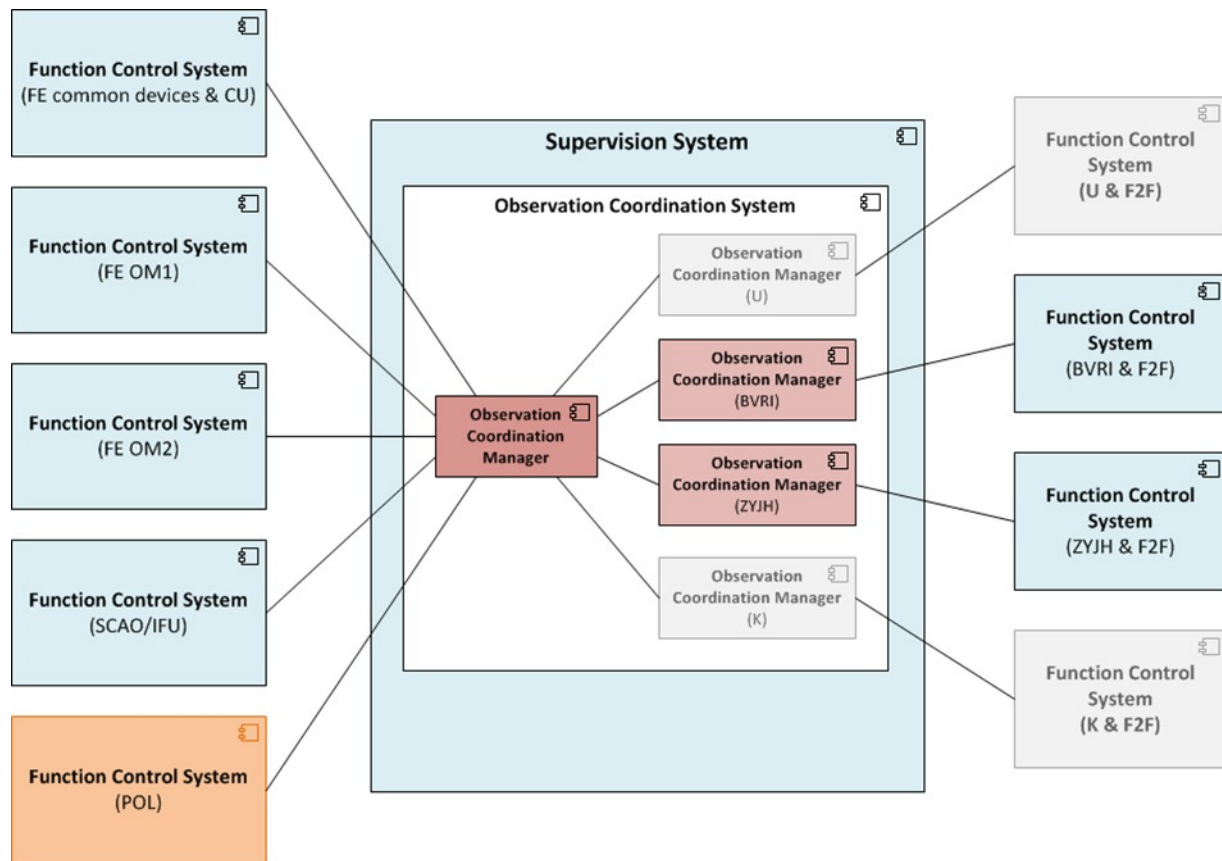 Function Control System
(FE common devices & CU)
Function Control System
(FE OM1)
Function Control System
(FE OM2)
Function Control System
(SCAO/IFU)
Function Control System
(POL)
Supervision System
Observation Coordination System
Observation
Coordination
Manager
Observation
Coordination Manager
(U)
Observation
Coordination Manager
(BVRI)
Observation
Coordination Manager
(ZYJH)
Observation
Coordination Manager
(K)
Function Control
System
(U & F2F)
Function Control
System
(BVRI & F2F)
Function Control
System
(ZYJH & F2F)
Function Control
System
(K & F2F)